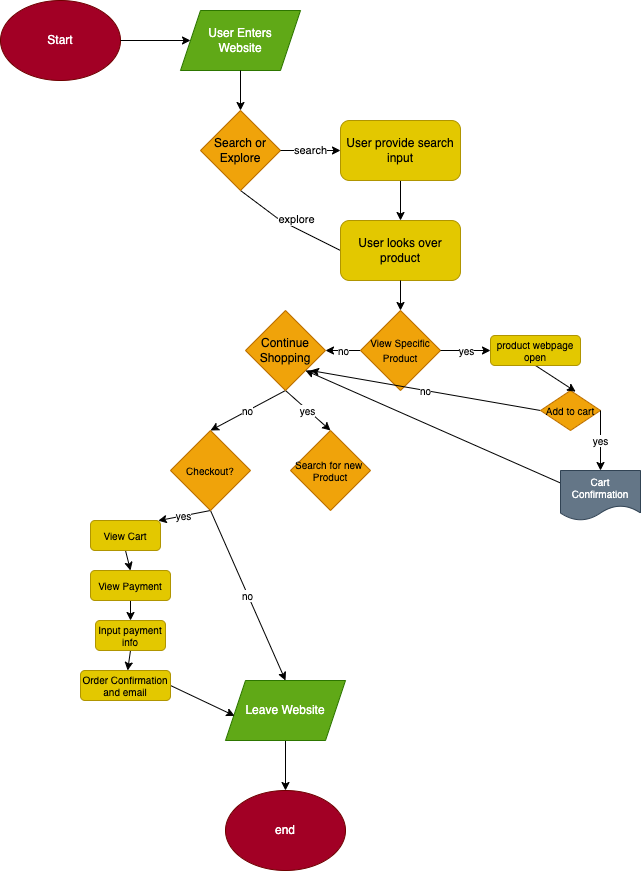 Start
User Enters
Website
Search or
Explore
search
User provide search
input
explore
User looks over
product
Continue
Shopping
no
View Specific
Product
yes
product webpage
open
no
Add to cart
yes
Cart
Confirmation
no
yes
Checkout?
Search for new
Product
yes
View Cart
View Payment
no
Input payment
info
Order Confirmation
and email
Leave Website
end